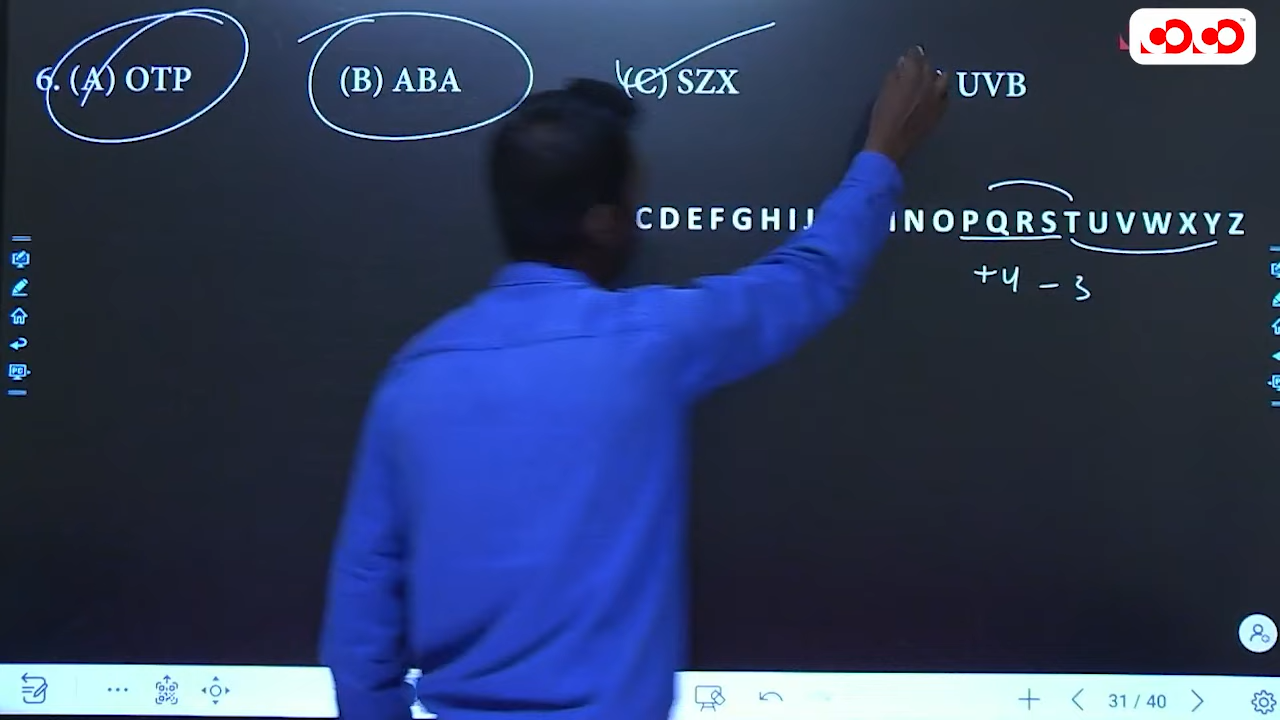 6. (A) OTP (B) ABA (C) SZX UVB
CDEFGHIJ NOPQRSTUVWXYZ
+4 - 3
31 / 40